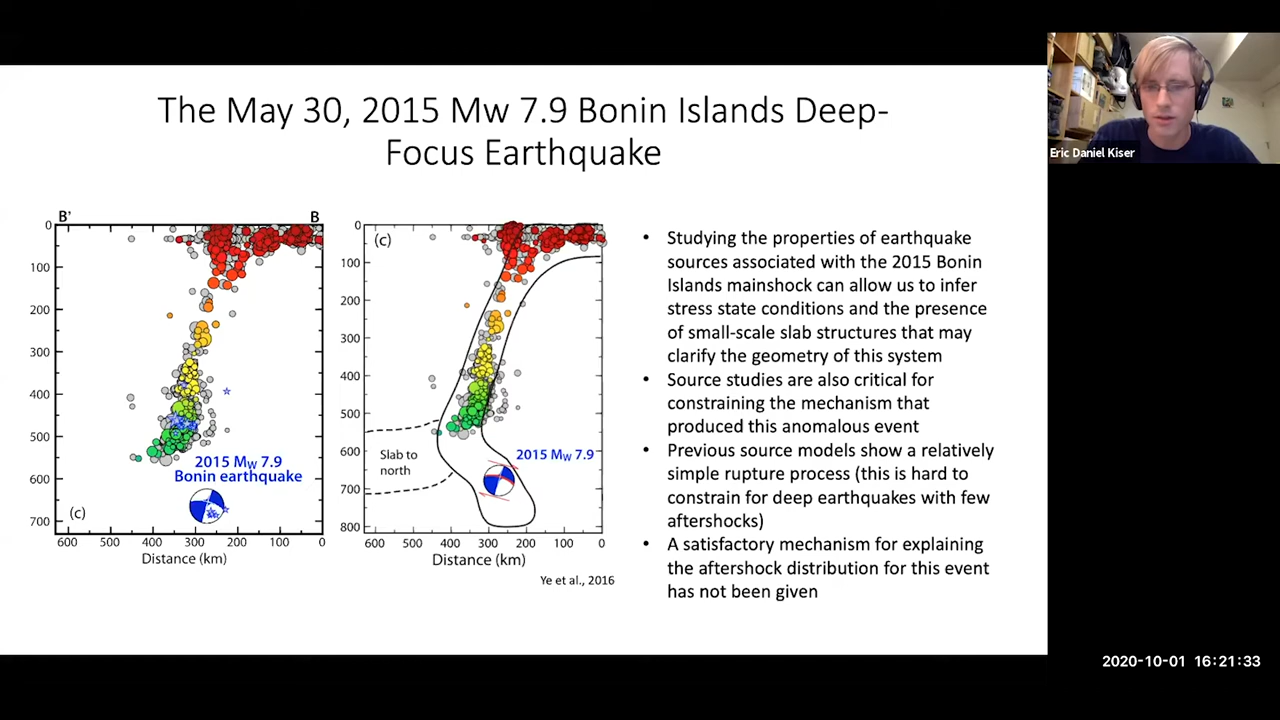 The May 30, 2015 Mw 7.9 Bonin Islands Deep-
Focus Earthquake
Eric Daniel Kiser
B' B
0
100
200
300
400
500
600
700
2015 Mw 7.9
Bonin earthquake
(c)
600 500 400 300 200 100 0
Distance (km)
(c)
0
100
200
300
400
500
600
700
800
Slab to
north
2015 Mw 7.9
600 500 400 300 200 100 0
Distance (km)
Ye et al., 2016
• Studying the properties of earthquake
sources associated with the 2015 Bonin
Islands mainshock can allow us to infer
stress state conditions and the presence
of small-scale slab structures that may
clarify the geometry of this system
• Source studies are also critical for
constraining the mechanism that
produced this anomalous event
• Previous source models show a relatively
simple rupture process (this is hard to
constrain for deep earthquakes with few
aftershocks)
• A satisfactory mechanism for explaining
the aftershock distribution for this event
has not been given
2020-10-01 16:21:33